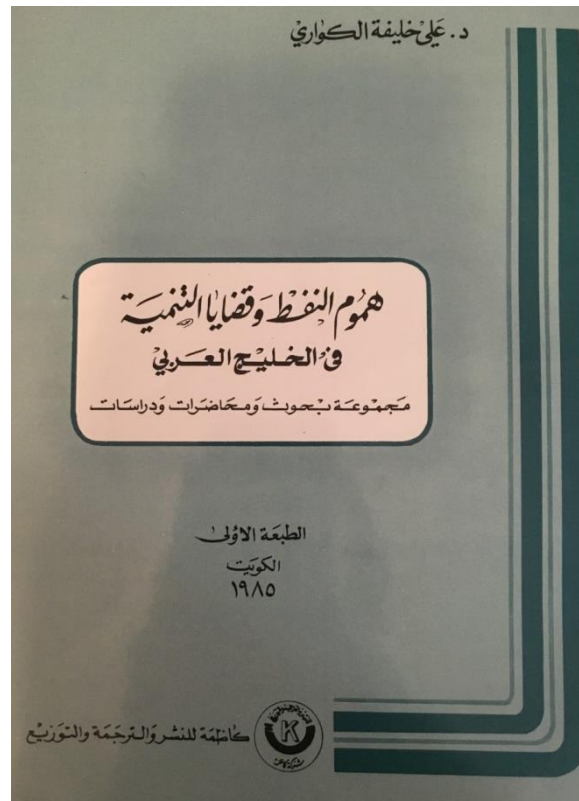 د. علي خليفة الكواري
هموم النفط وقضايا التنمية
في الخليج العربي
مجموعة بحوث ومحاضرات ودراسات
الطبعة الاولى
الكويت
١٩٨٥
K
كاظمة للنشر والترجمة والتوزيع